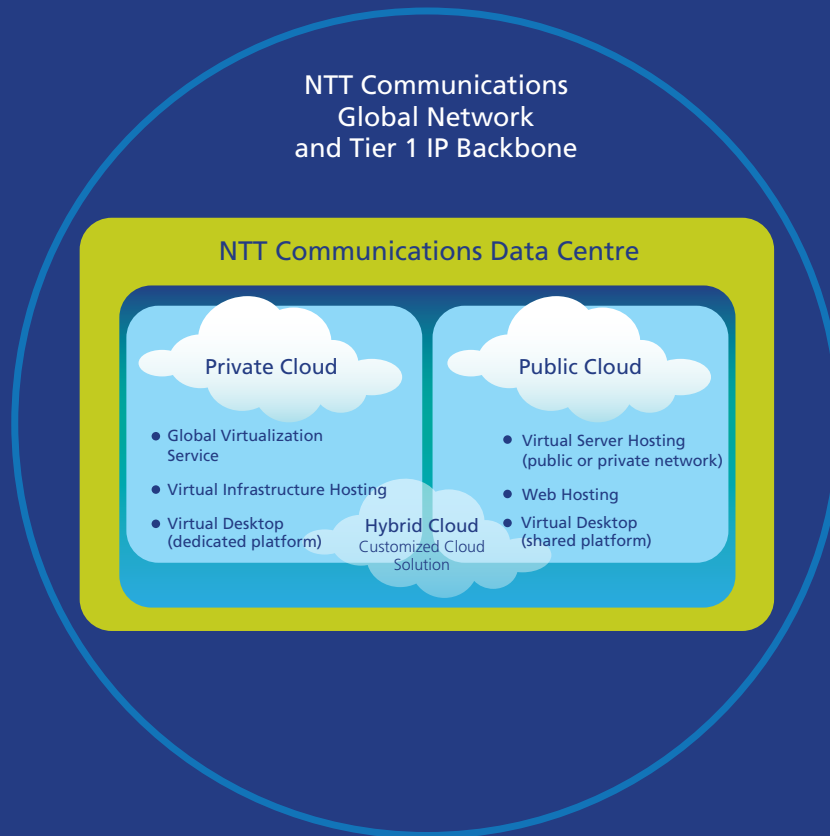 NTT Communications
Global Network
and Tier 1 IP Backbone
NTT Communications Data Centre
Private Cloud
● Global Virtualization
Service
● Virtual Infrastructure Hosting
● Virtual Desktop
(dedicated platform)
Public Cloud
● Virtual Server Hosting
(public or private network)
● Web Hosting
● Virtual Desktop
(shared platform)
Hybrid Cloud
Customized Cloud
Solution